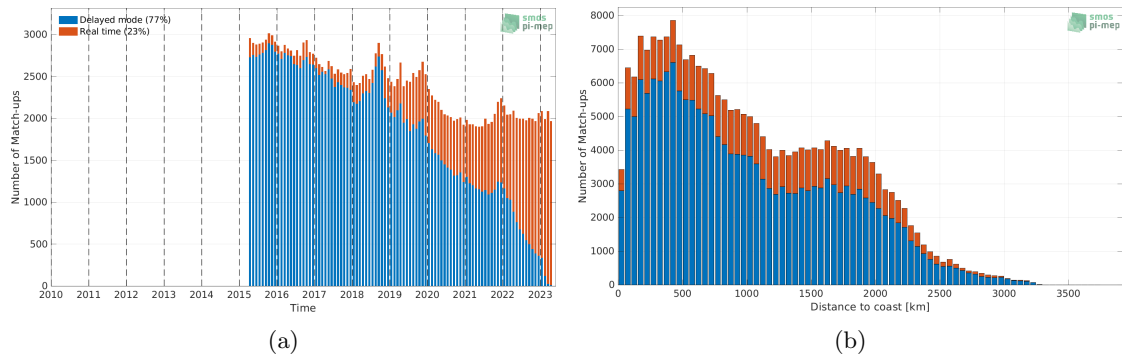 Delayed mode (77%)
Real time (23%)
smos
pi-mep
Number of Match-ups
3000
2500
2000
1500
1000
500
0
2010 2011 2012 2013 2014 2015 2016 2017 2018 2019 2020 2021 2022 2023
Time
(a)
smos
pi-mep
Number of Match-ups
8000
7000
6000
5000
4000
3000
2000
1000
0
0 500 1000 1500 2000 2500 3000 3500
Distance to coast [km]
(b)